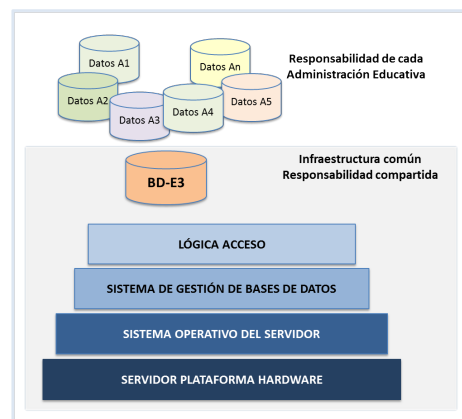 Datos A1
Datos An
Responsabilidad de cada
Administración Educativa
Datos A2
Datos A3
Datos A4
Datos A5
Infraestructura común
Responsabilidad compartida
BD-E3
LÓGICA ACCESO
SISTEMA DE GESTIÓN DE BASES DE DATOS
SISTEMA OPERATIVO DEL SERVIDOR
SERVIDOR PLATAFORMA HARDWARE